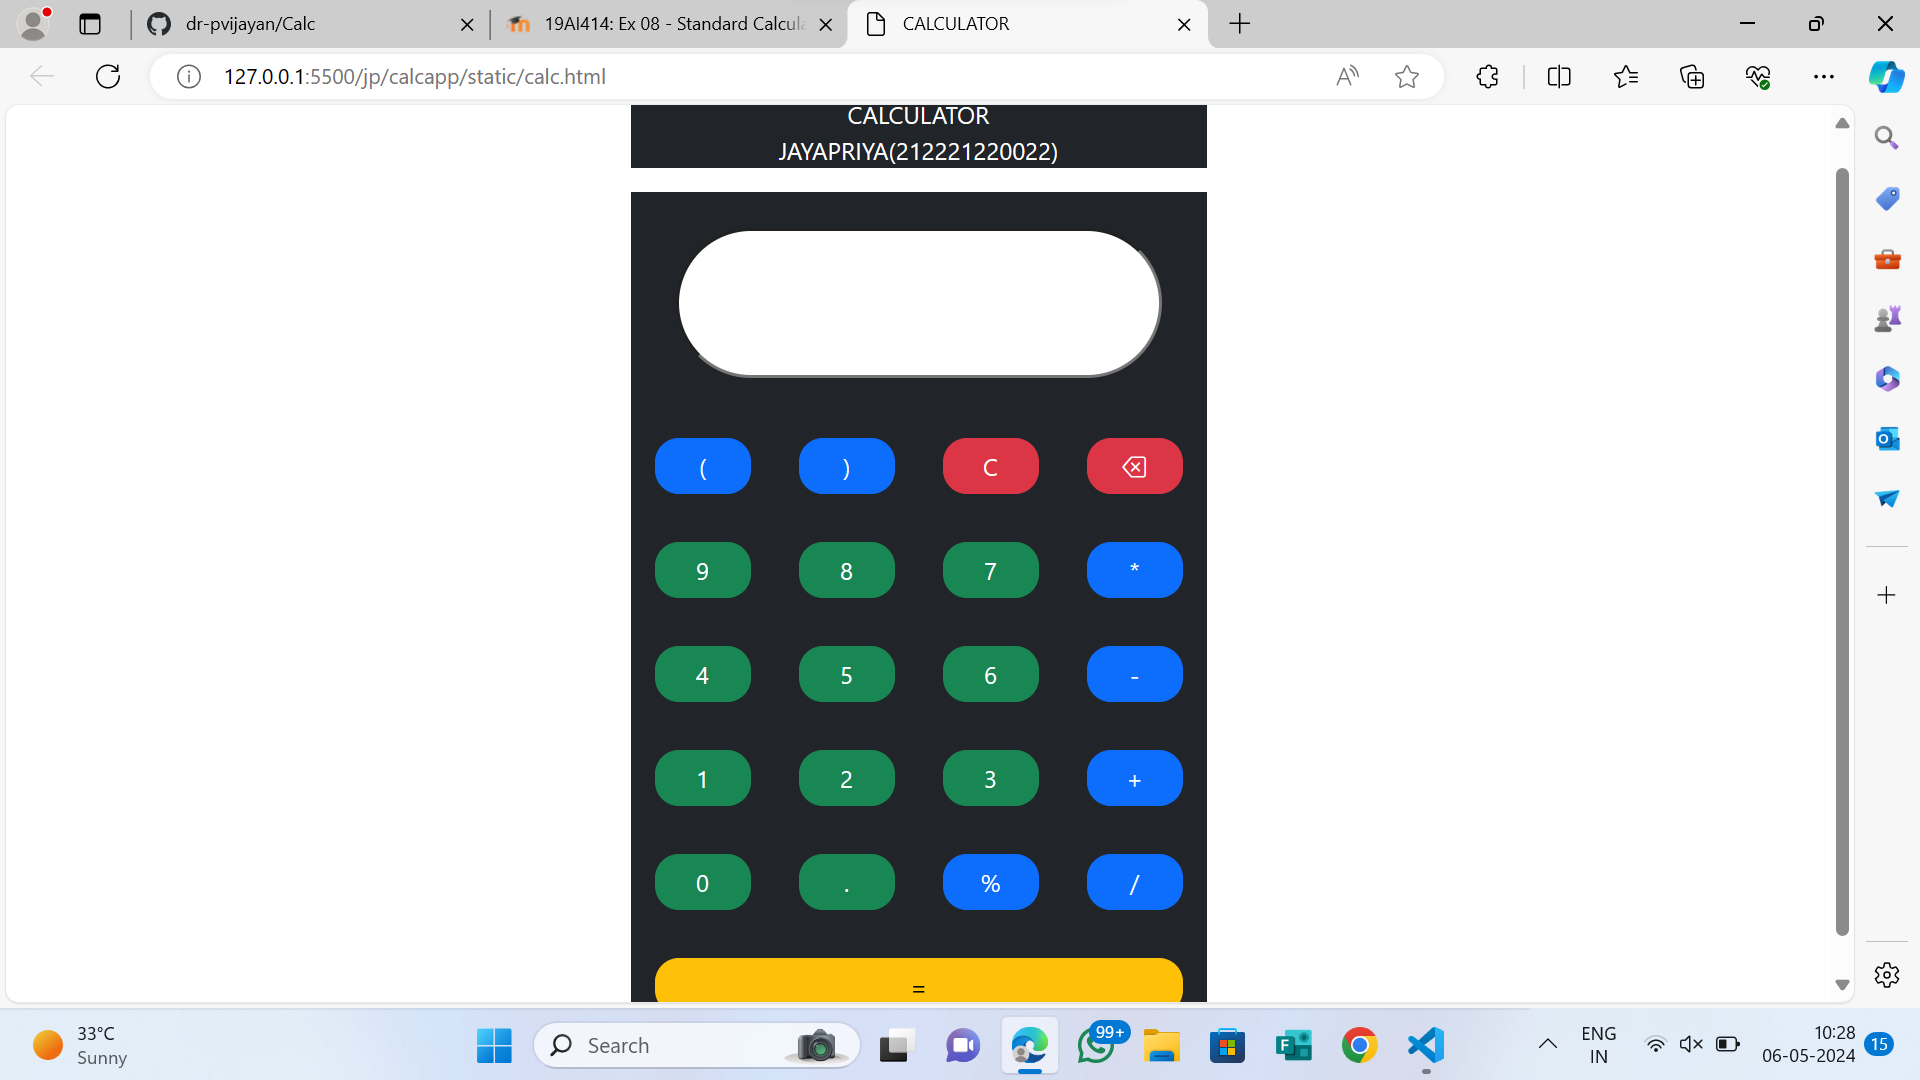 dr-pvijayan/Calc
19AI414: Ex 08 - Standard Calcula
CALCULATOR
127.0.0.1:5500/jp/calcapp/static/calc.html
CALCULATOR
JAYAPRIYA(212221220022)
( ) C
9 8 7 *
4 5 6 -
1 2 3 +
0 . % /
=
33°C
Sunny
Search
99+
ENG
IN
10:28
06-05-2024
15